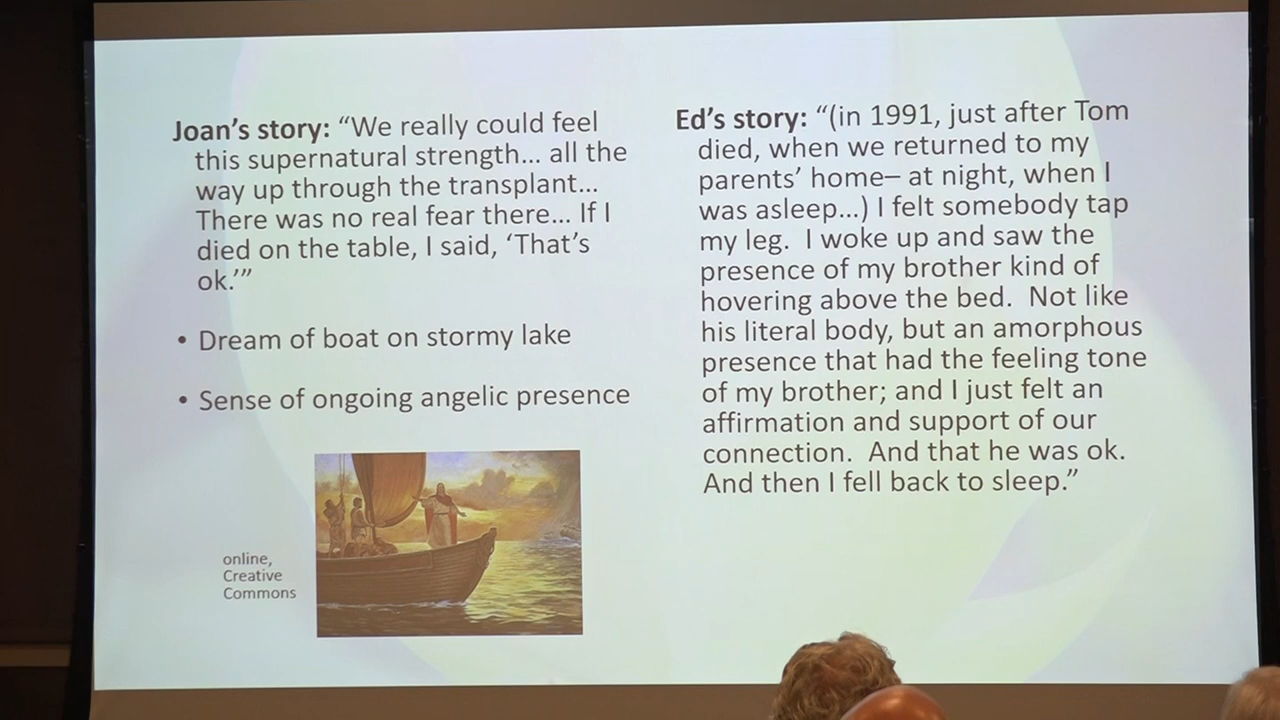 Joan's story: “We really could feel
this supernatural strength... all the
way up through the transplant...
There was no real fear there... If I
died on the table, I said, ‘That's
ok.’”
• Dream of boat on stormy lake
• Sense of ongoing angelic presence
online,
Creative
Commons
Ed's story: “(in 1991, just after Tom
died, when we returned to my
parents’ home– at night, when I
was asleep...) I felt somebody tap
my leg.  I woke up and saw the
presence of my brother kind of
hovering above the bed.  Not like
his literal body, but an amorphous
presence that had the feeling tone
of my brother; and I just felt an
affirmation and support of our
connection.  And that he was ok.
And then I fell back to sleep.”